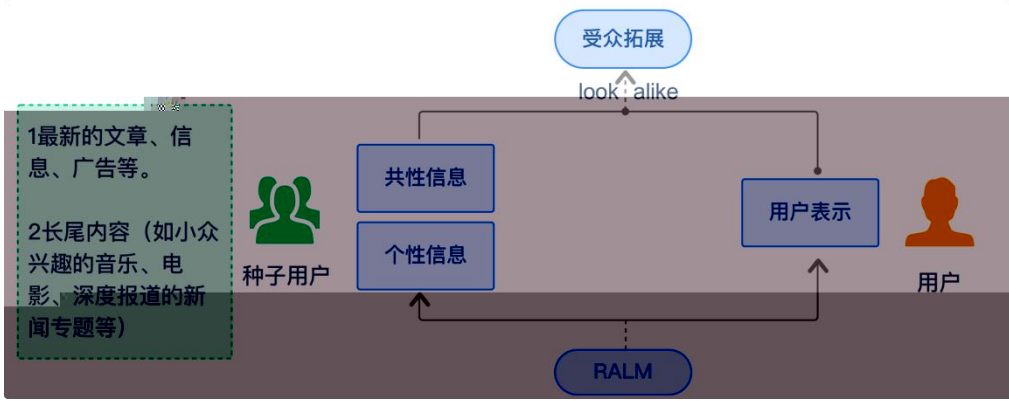 受众拓展
look alike
1最新的文章、信
息、广告等。
2长尾内容（如小众
兴趣的音乐、电
影、深度报道的新
闻专题等）
种子用户
共性信息
个性信息
用户表示
用户
RALM